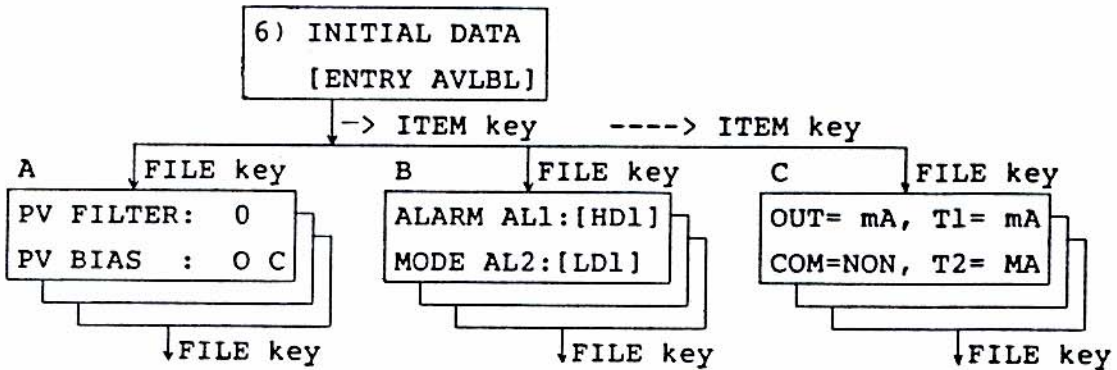 6) INITIAL DATA
[ENTRY AVLBL]
-> ITEM key ----> ITEM key
A FILE key B FILE key C FILE key
PV FILTER: 0
PV BIAS : O C
ALARM AL1:[HD1]
MODE AL2:[LD1]
OUT= mA, T1= mA
COM=NON, T2= MA
FILE key FILE key FILE key